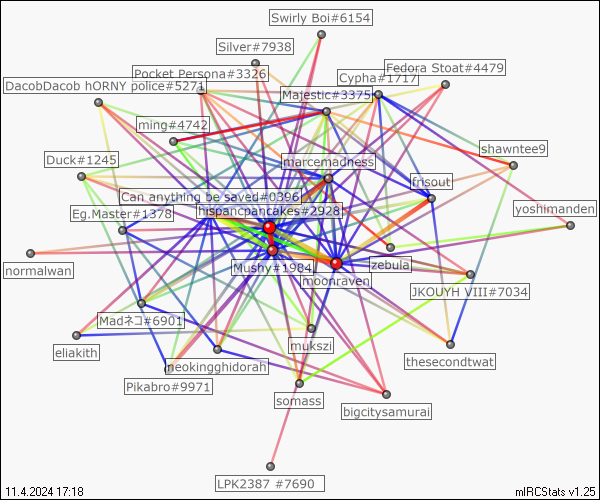 Swirly Boi#6154
Silver#7938
Fedora Stoat#4479
Pocket Persona#3326
Cypha#1717
DacobDacob hORNY police#5271
Majestic#3375
ming#4742
shawntee9
Duck#1245
marcemadness
frisout
Can anything be saved#0396
Eg.Master#1378
hispancpancakes#2928
yoshimanden
normalwan
Mushy#1984
zebula
moonraven
JKOUYH VIII#7034
Madネコ#6901
eliakith
mukszi
neokingghidorah
thesecondtwat
Pikabro#9971
somass
bigcitysamurai
LPK2387 #7690
11.4.2024 17:18
mIRCStats v1.25